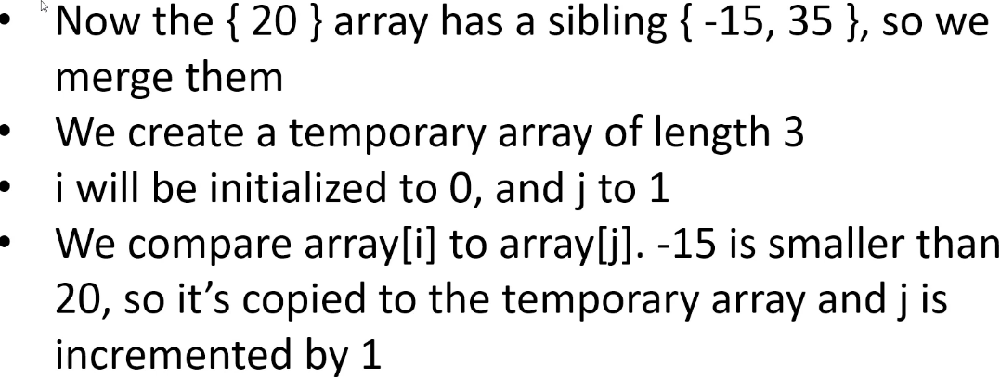 • Now the { 20 } array has a sibling { -15, 35 }, so we
merge them
• We create a temporary array of length 3
• i will be initialized to 0, and j to 1
• We compare array[i] to array[j]. -15 is smaller than
20, so it’s copied to the temporary array and j is
incremented by 1